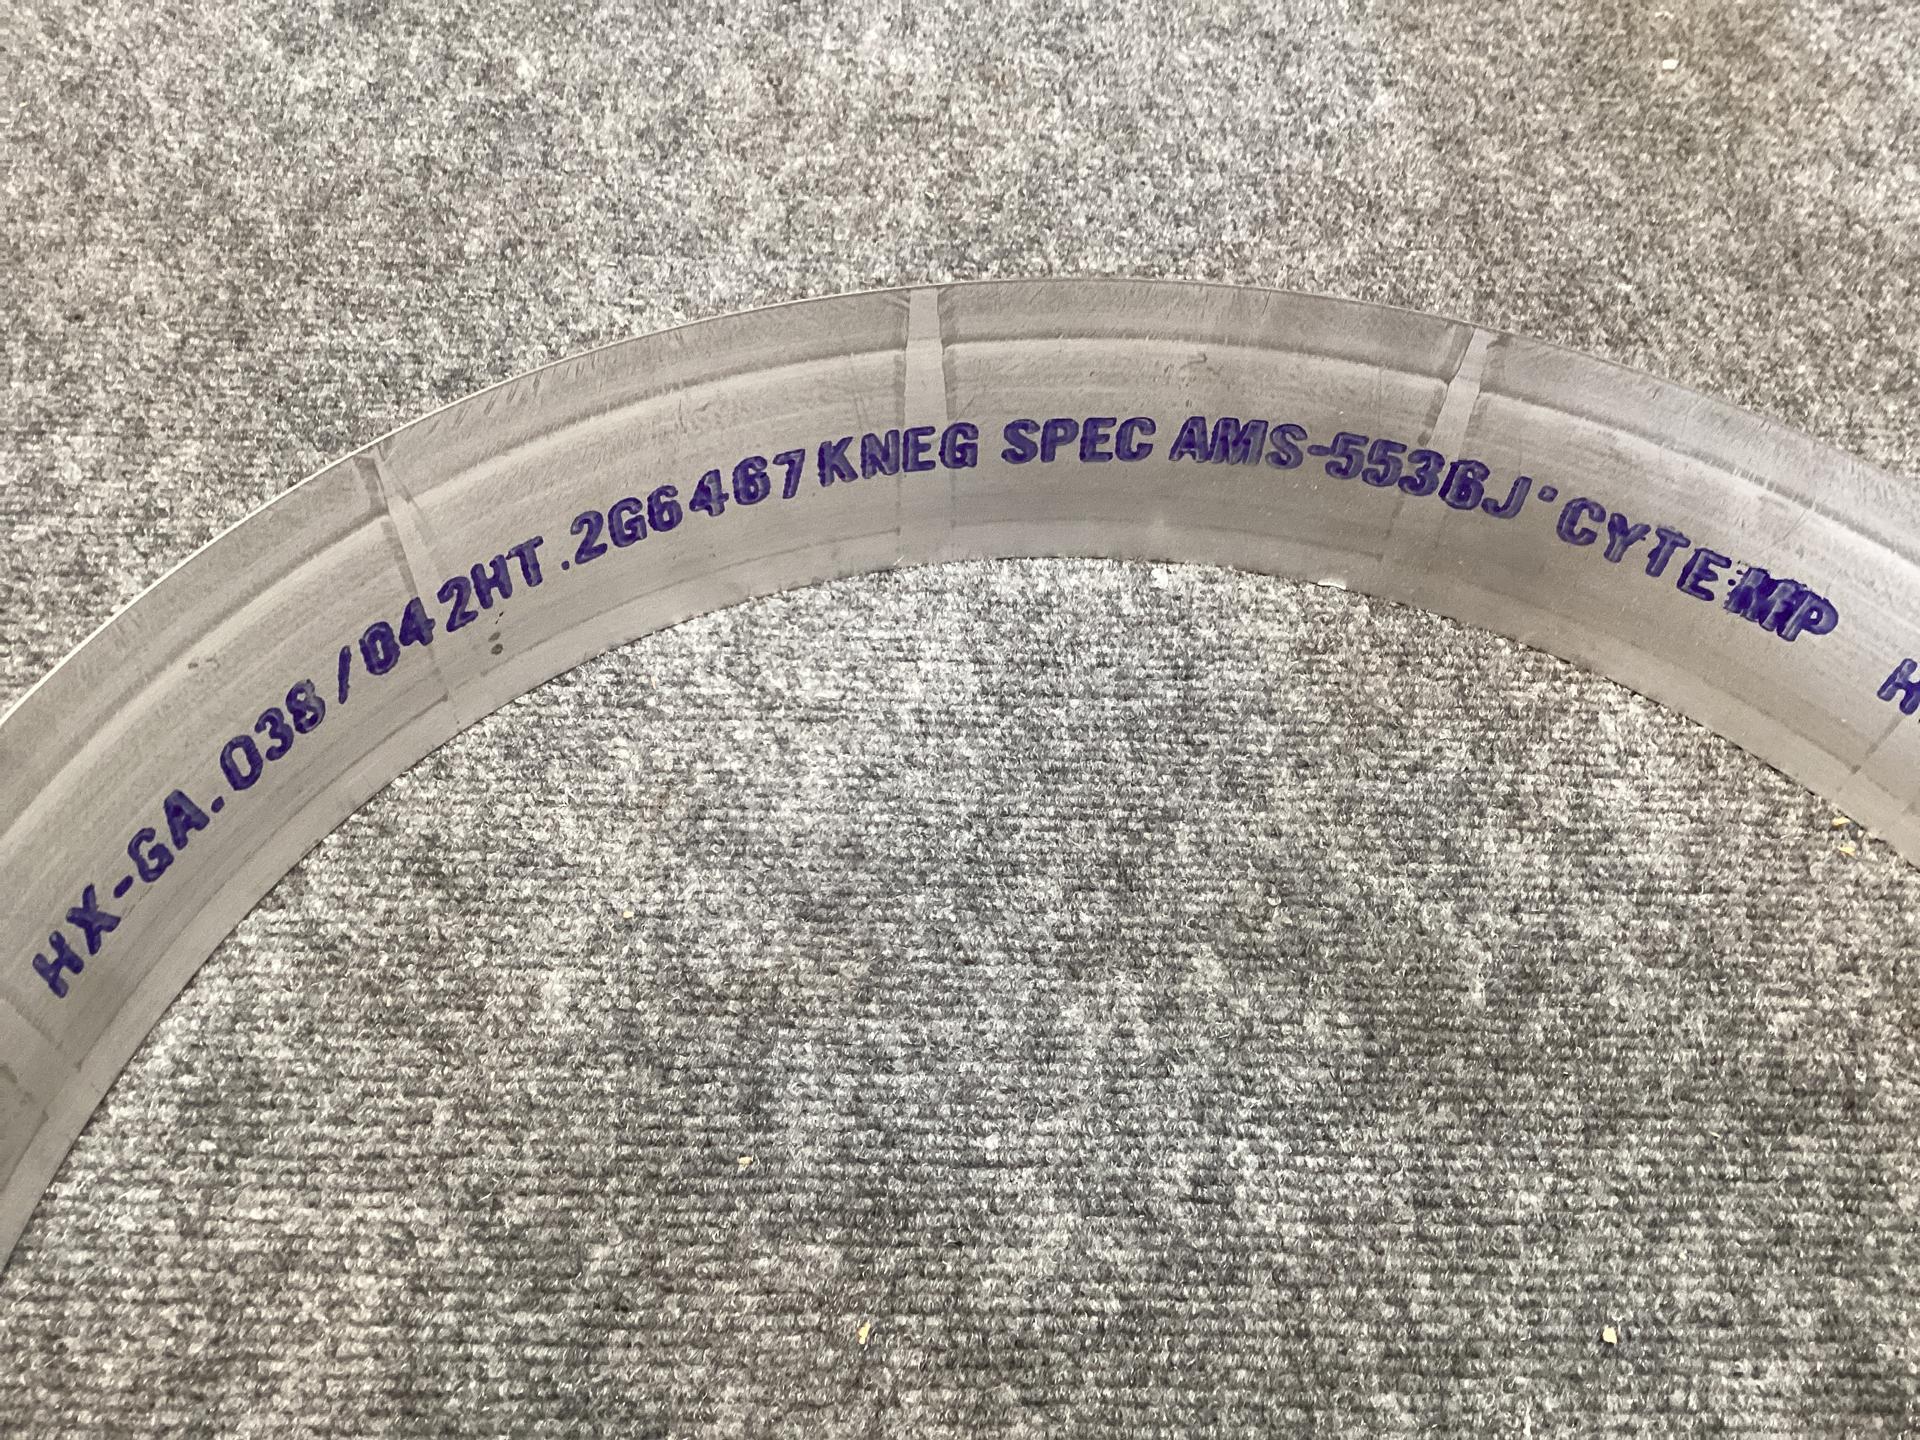 HX-GA.038/042HT.2G6467KNEG SPEC AMS-5536J·CYTEMP
H